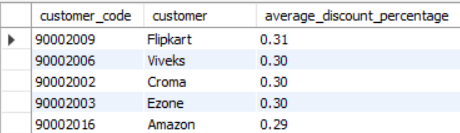 customer_code customer average_discount_percentage
90002009 Flipkart 0.31
90002006 Viveks 0.30
90002002 Croma 0.30
90002003 Ezone 0.30
90002016 Amazon 0.29